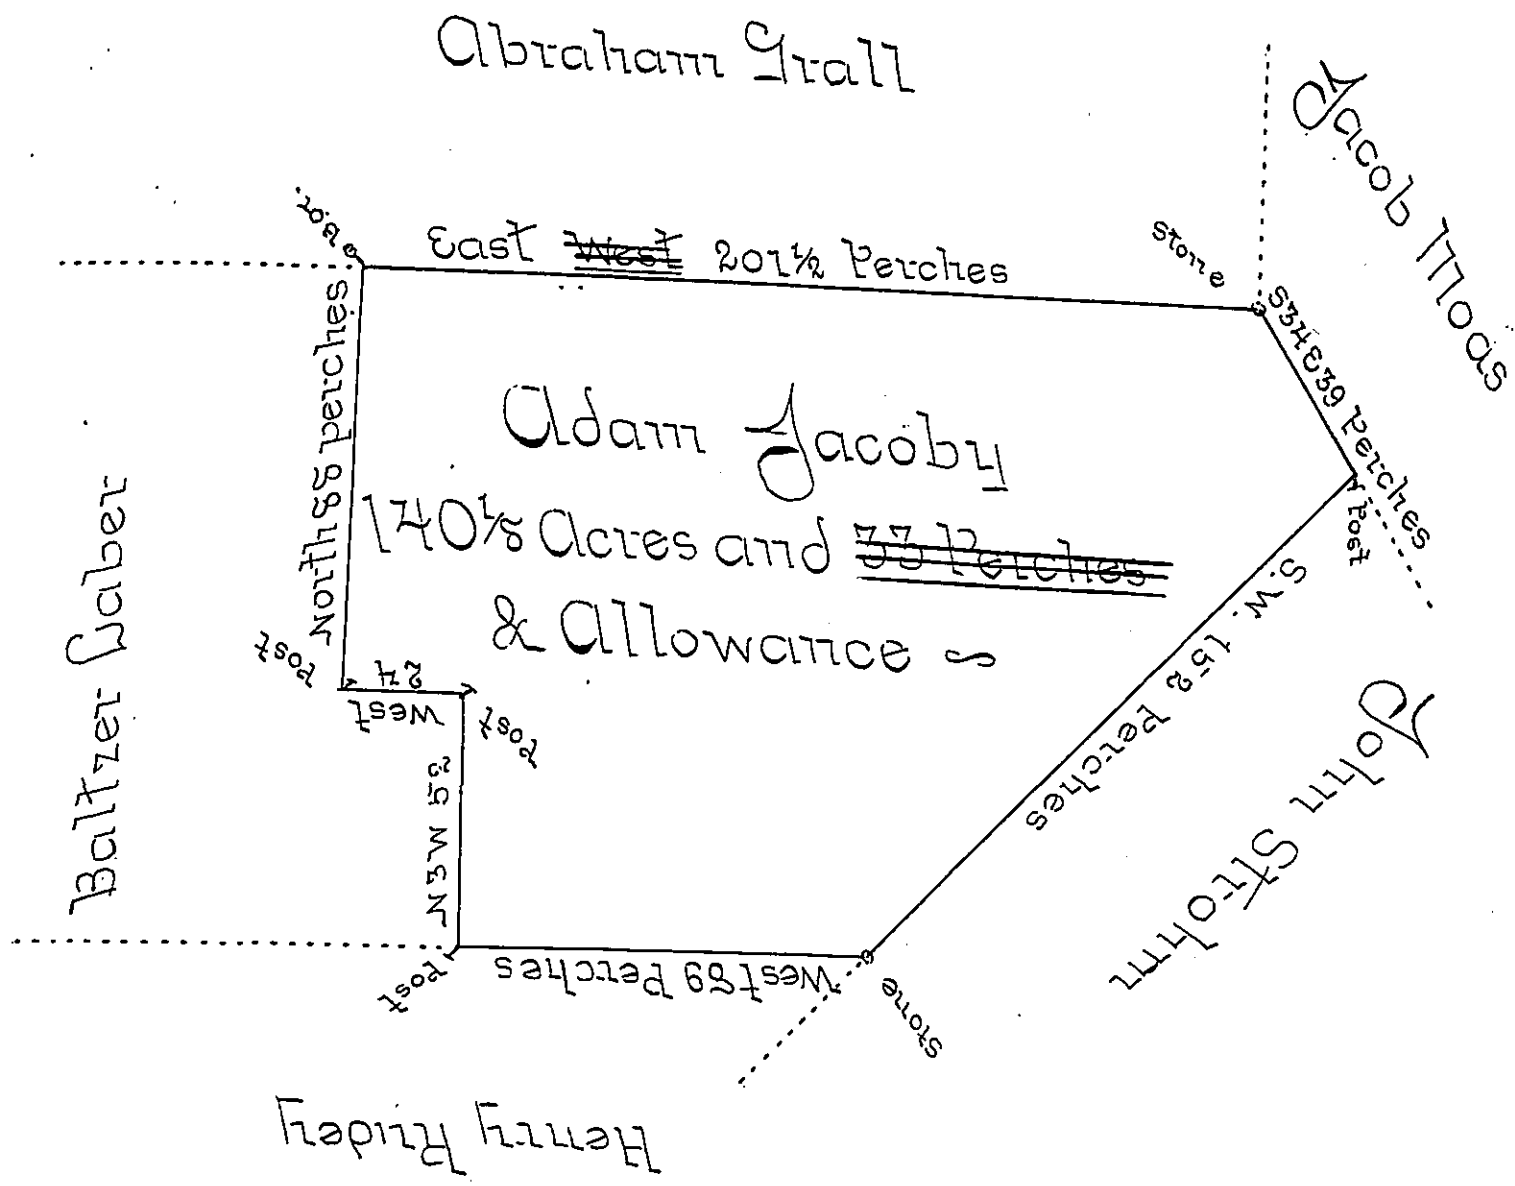 Abraham Grall
Jacob Moas
B.O.
East West 201½ Perches
Stone
S34E39 Perches
North 88 perches
Adam Jacoby
140⅛ Acres and 33 Perches
& Allowance ~
Post
S.W. 152 Perches
Post
24
West
Post
N3W 52
Baltzer Laber
John Strohm
West 89 Perches
Post
Stone
Henry Rudey